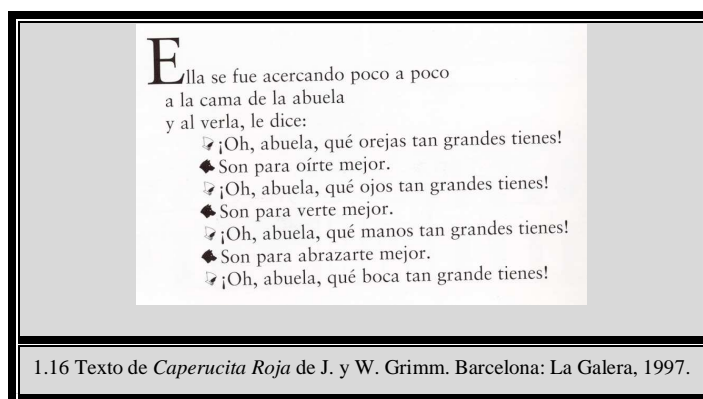 Ella se fue acercando poco a poco
a la cama de la abuela
y al verla, le dice:
¡Oh, abuela, qué orejas tan grandes tienes!
Son para oírte mejor.
¡Oh, abuela, qué ojos tan grandes tienes!
Son para verte mejor.
¡Oh, abuela, qué manos tan grandes tienes!
Son para abrazarte mejor.
¡Oh, abuela, qué boca tan grande tienes!
1.16 Texto de Caperucita Roja de J. y W. Grimm. Barcelona: La Galera, 1997.